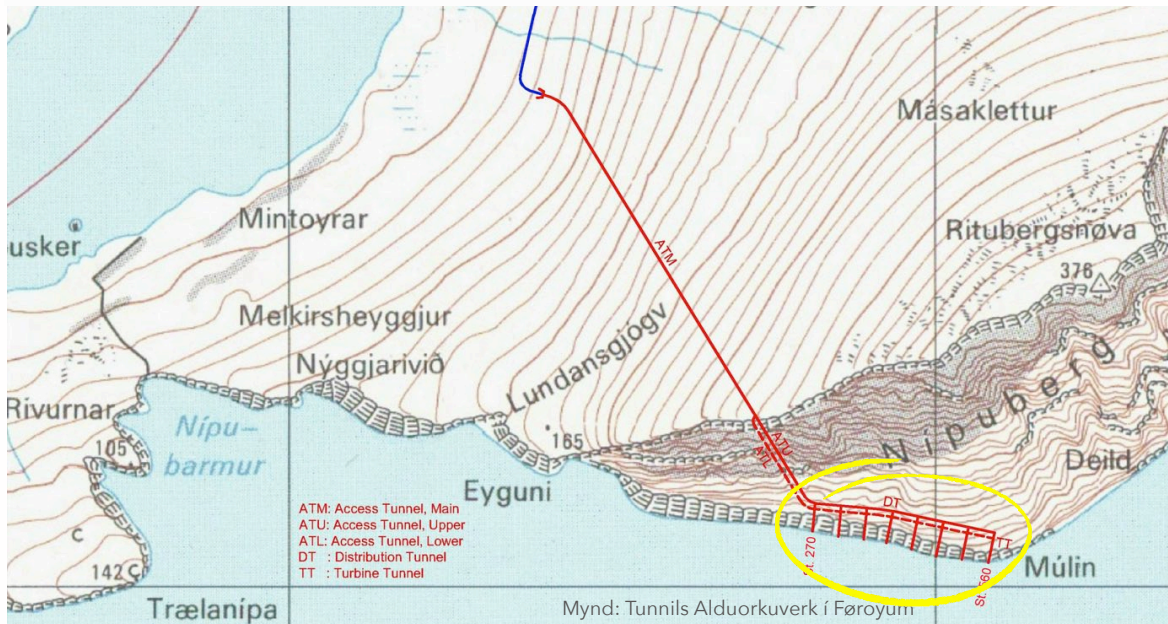 Másaklettur
usker
Mintoyrar
ATM
Ritubergsnøva
376
Melkirsheyggjur
Nýggjarivið
Lundansgjógv
Rivurnar
105
Nípu-
barmur
165
ATU
ATL
Nípuberg
Deild
Eyguni
ATM: Access Tunnel, Main
ATU: Access Tunnel, Upper
ATL: Access Tunnel, Lower
DT : Distribution Tunnel
TT : Turbine Tunnel
DT
TT
St. 270
Múlin
142
Trælanípa
Mynd: Tunnils Alduorkuverk í Føroyum